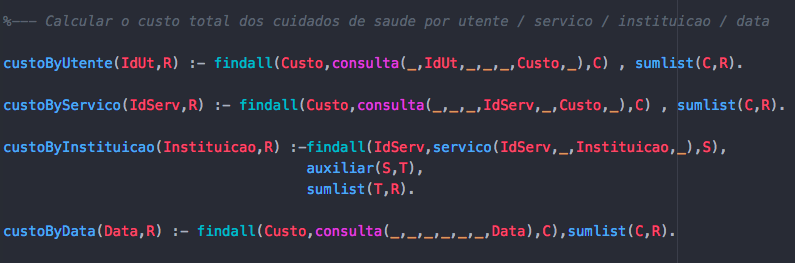 %--- Calcular o custo total dos cuidados de saude por utente / servico / instituicao / data
custoByUtente(IdUt,R) :- findall(Custo,consulta(_,IdUt,_,_,_,Custo,_),C) , sumlist(C,R).
custoByServico(IdServ,R) :- findall(Custo,consulta(_,_,_,IdServ,_,Custo,_),C) , sumlist(C,R).
custoByInstituicao(Instituicao,R) :-findall(IdServ,servico(IdServ,_,Instituicao,_),S),
auxiliar(S,T),
sumlist(T,R).
custoByData(Data,R) :- findall(Custo,consulta(_,_,_,_,_,_,Data),C),sumlist(C,R).